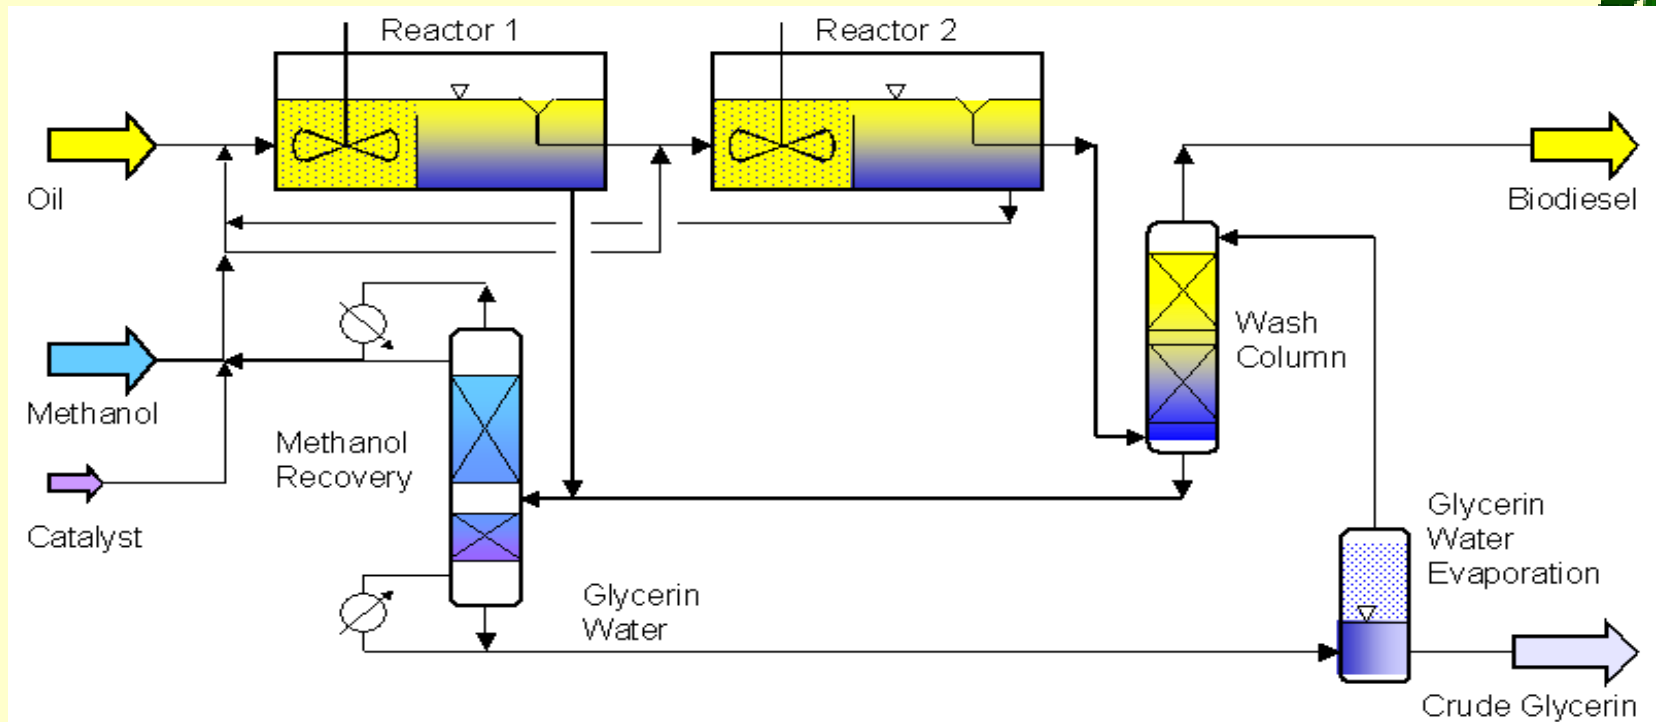 Reactor 1
Reactor 2
Oil
Biodiesel
Wash
Column
Methanol
Methanol
Recovery
Catalyst
Glycerin
Water
Evaporation
Glycerin
Water
Crude Glycerin